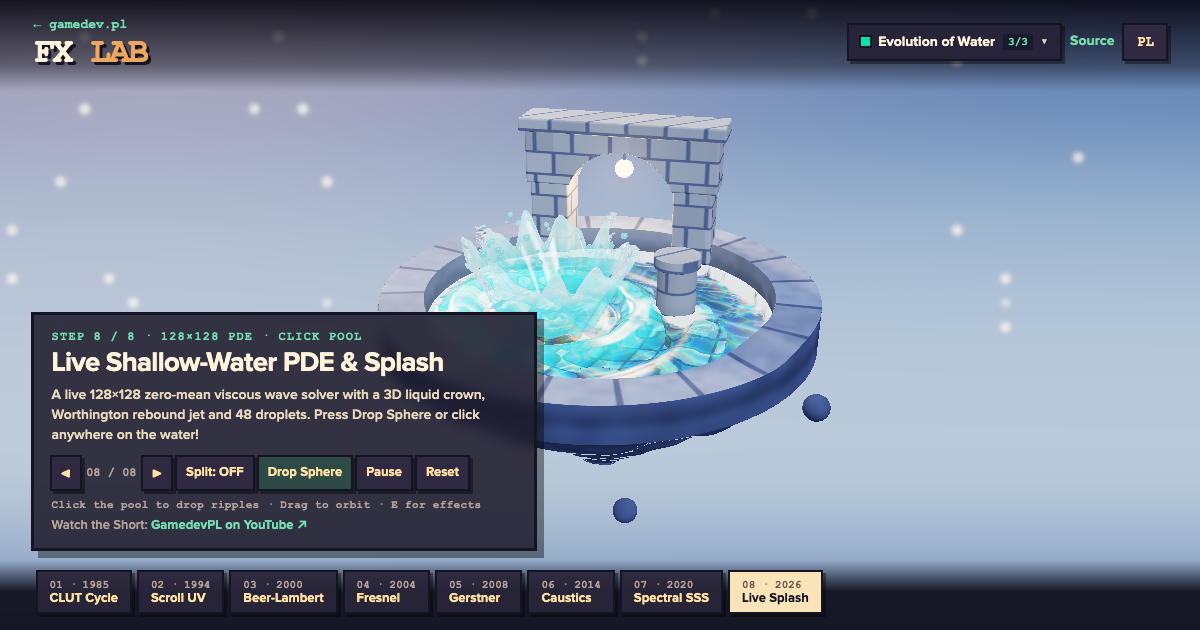 ← gamedev.pl
FX LAB
Evolution of Water 3/3 ▼
Source
PL
STEP 8 / 8 · 128×128 PDE · CLICK POOL
Live Shallow-Water PDE & Splash
A live 128×128 zero-mean viscous wave solver with a 3D liquid crown,
Worthington rebound jet and 48 droplets. Press Drop Sphere or click
anywhere on the water!
◀ 08 / 08 ▶ Split: OFF Drop Sphere Pause Reset
Click the pool to drop ripples · Drag to orbit · E for effects
Watch the Short: GamedevPL on YouTube ↗
01 · 1985
CLUT Cycle
02 · 1994
Scroll UV
03 · 2000
Beer-Lambert
04 · 2004
Fresnel
05 · 2008
Gerstner
06 · 2014
Caustics
07 · 2020
Spectral SSS
08 · 2026
Live Splash